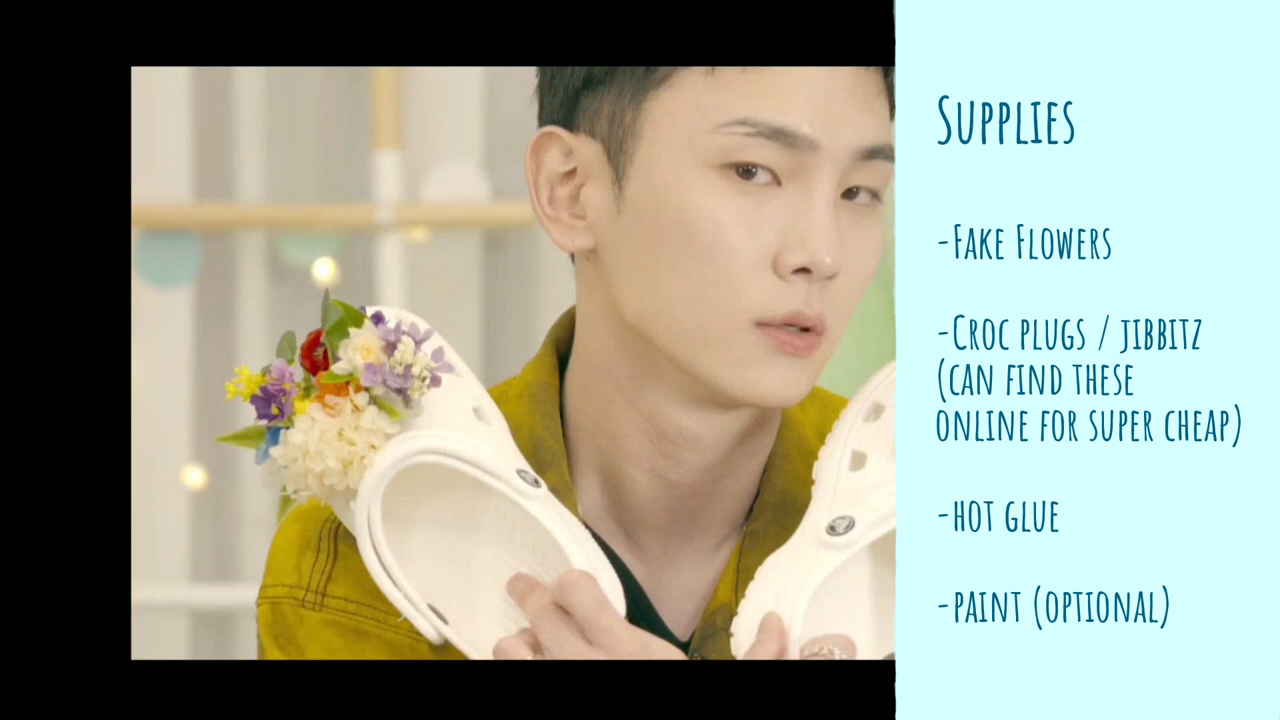 Supplies
-Fake Flowers
-Croc plugs / jibbitz
(can find these
online for super cheap)
-hot glue
-paint (optional)